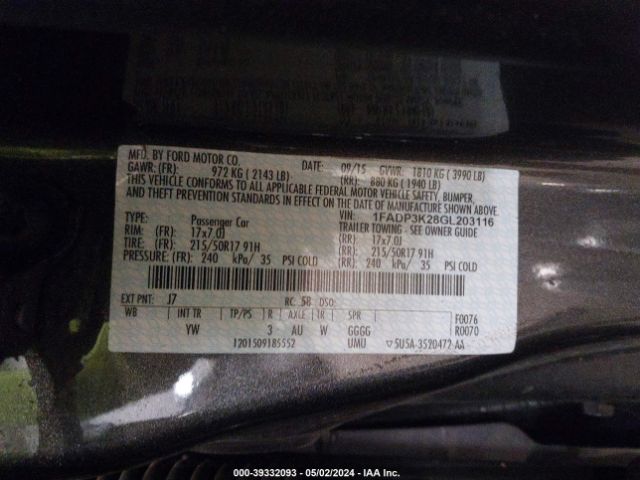 MFD. BY FORD MOTOR CO.
DATE: 09/15 GVWR: 1810 KG ( 3990 LB)
GAWR: (FR): 972 KG ( 2143 LB) (RR): 880 KG ( 1940 LB)
THIS VEHICLE CONFORMS TO ALL APPLICABLE FEDERAL MOTOR VEHICLE SAFETY, BUMPER,
AND THEFT PREVENTION STANDARDS IN EFFECT ON THE DATE OF MANUFACTURE SHOWN ABOVE.
VIN: 1FADP3K28GL203116
TYPE: Passenger Car TRAILER TOWING - SEE OWNER GUIDE
RIM: (FR): 17x7.0J (RR): 17x7.0J
TIRE: (FR): 215/50R17 91H (RR): 215/50R17 91H
PRESSURE: (FR): 240 kPa/ 35 PSI COLD (RR): 240 kPa/ 35 PSI COLD
EXT PNT: J7 RC: 58 DSO:
WB INT TR TP/PS R AXLE TR SPR F0076
YW 3 AU W GGGG R0070
1201509185552 UMU ▽5U5A-3520472-AA
000-39332093 - 05/02/2024 - IAA Inc.